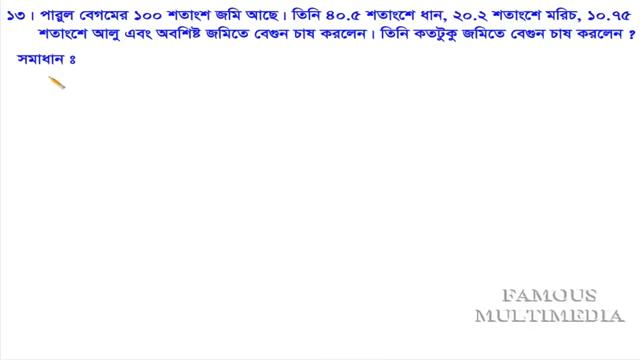 ১৩। পারুল বেগমের ১০০ শতাংশ জমি আছে। তিনি ৪০.৫ শতাংশে ধান, ২০.২ শতাংশে মরিচ, ১০.৭৫
শতাংশে আলু এবং অবশিষ্ট জমিতে বেগুন চাষ করলেন। তিনি কতটুকু জমিতে বেগুন চাষ করলেন ?
সমাধান ঃ
FAMOUS
MULTIMEDIA